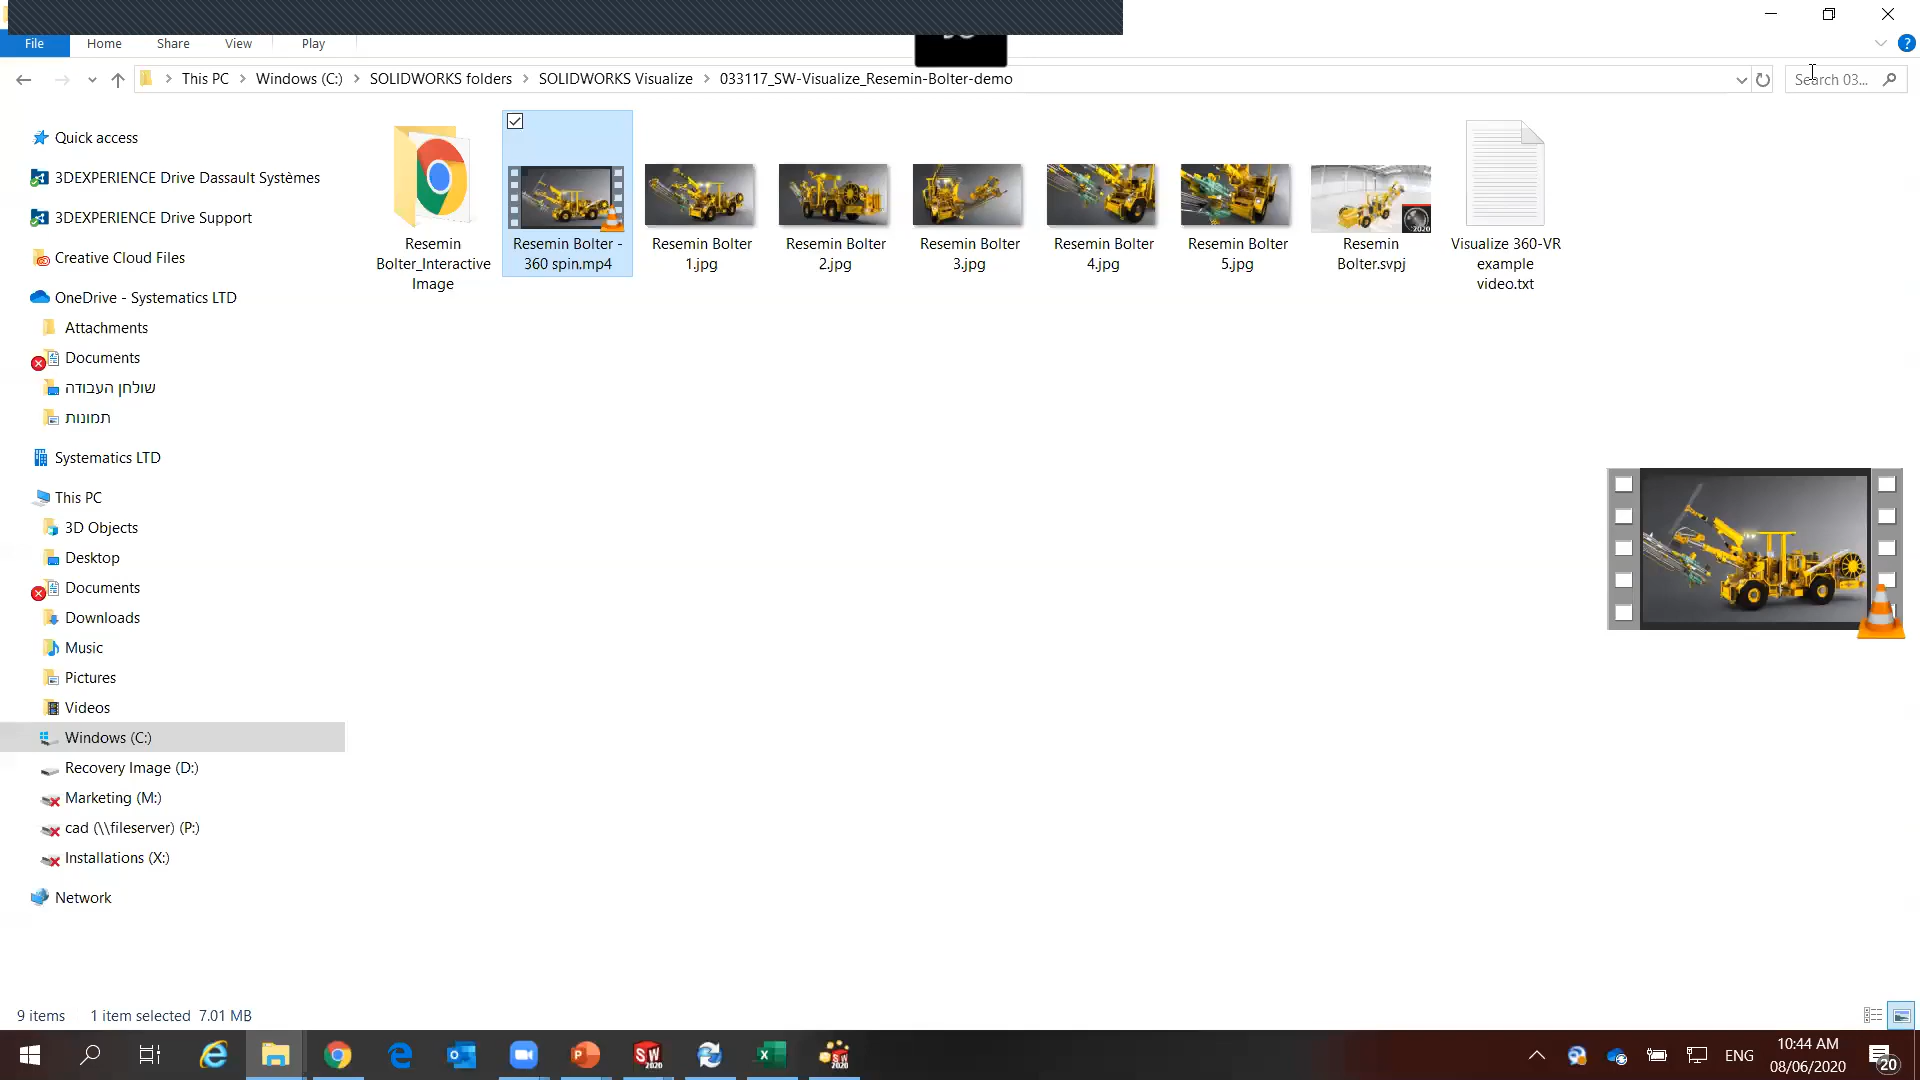 File
Home
Share
View
Play
This PC
Windows (C:)
SOLIDWORKS folders
SOLIDWORKS Visualize
033117_SW-Visualize_Resemin-Bolter-demo
Search 03...
Quick access
3DEXPERIENCE Drive Dassault Systèmes
3DEXPERIENCE Drive Support
Creative Cloud Files
OneDrive - Systematics LTD
Attachments
Documents
שולחן העבודה
תמונות
Systematics LTD
This PC
3D Objects
Desktop
Documents
Downloads
Music
Pictures
Videos
Windows (C:)
Recovery Image (D:)
Marketing (M:)
cad (\\fileserver) (P:)
Installations (X:)
Network
Resemin
Bolter_Interactive
Image
Resemin Bolter -
360 spin.mp4
Resemin Bolter
1.jpg
Resemin Bolter
2.jpg
Resemin Bolter
3.jpg
Resemin Bolter
4.jpg
Resemin Bolter
5.jpg
2020
Resemin
Bolter.svpj
Visualize 360-VR
example
video.txt
9 items
1 item selected 7.01 MB
SW
2020
SW
2020
ENG
10:44 AM
08/06/2020
20